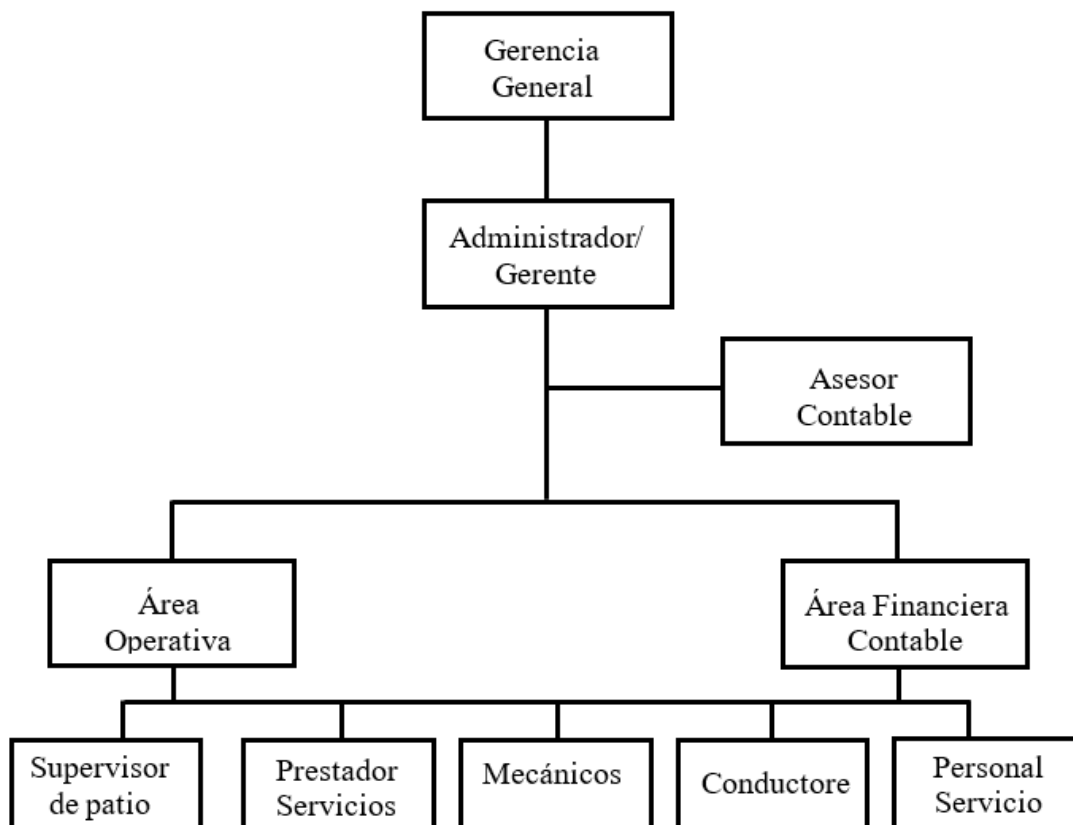 Gerencia
General
Administrador/
Gerente
Asesor
Contable
Área
Operativa
Área Financiera
Contable
Supervisor
de patio
Prestador
Servicios
Mecánicos
Conductore
Personal
Servicio